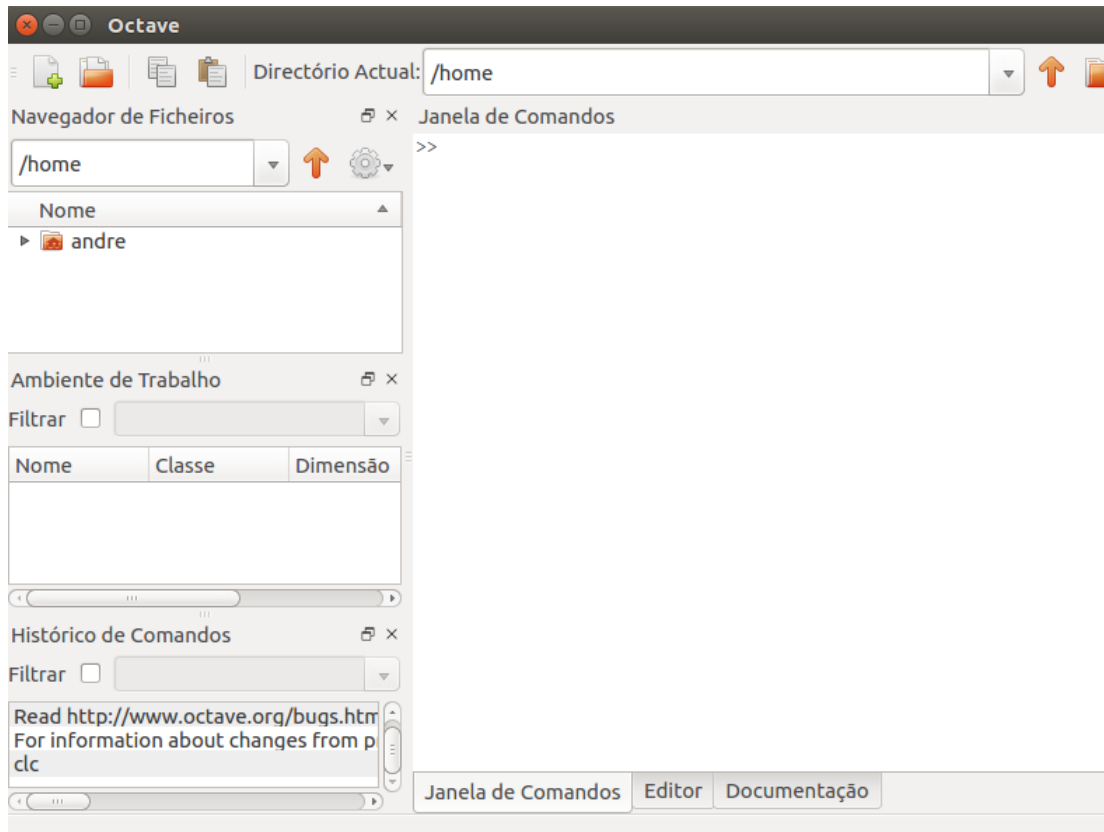 Octave
Directório Actual: /home
Navegador de Ficheiros
/home
Nome
andre
Ambiente de Trabalho
Filtrar
Nome Classe Dimensão
Histórico de Comandos
Filtrar
Read http://www.octave.org/bugs.htm
For information about changes from
clc
Janela de Comandos
>>
Janela de Comandos Editor Documentação